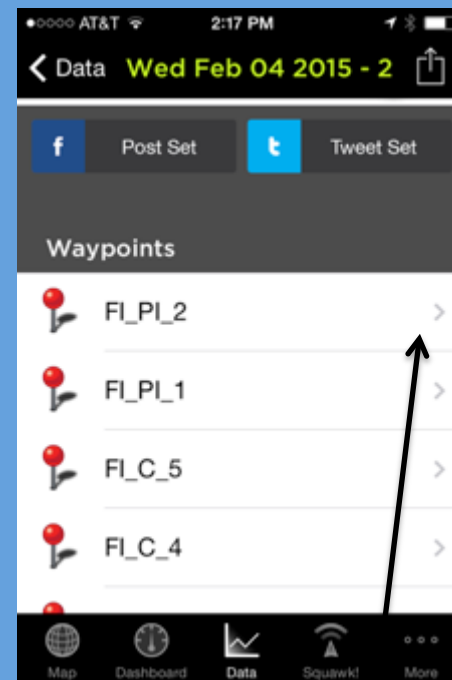 AT&T 2:17 PM
Data Wed Feb 04 2015 - 2
f Post Set t Tweet Set
Waypoints
FI_PI_2
FI_PI_1
FI_C_5
FI_C_4
Map Dashboard Data Squawk! More